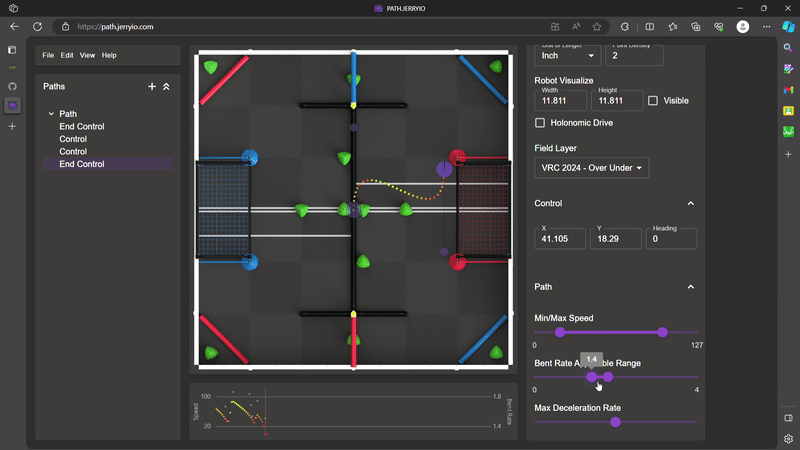 PATH.JERRYIO
https://path.jerryio.com
File Edit View Help
Paths
Path
End Control
Control
Control
End Control
Speed
100
20
1.8
1.4
Bent Rate
Unit of Length
Point Density
Inch
2
Robot Visualize
Width
Height
11.811
11.811
Visible
Holonomic Drive
Field Layer
VRC 2024 - Over Under
Control
X
Y
Heading
41.105
18.29
0
Path
Min/Max Speed
0
127
1.4
Bent Rate A
ble Range
0
4
Max Deceleration Rate